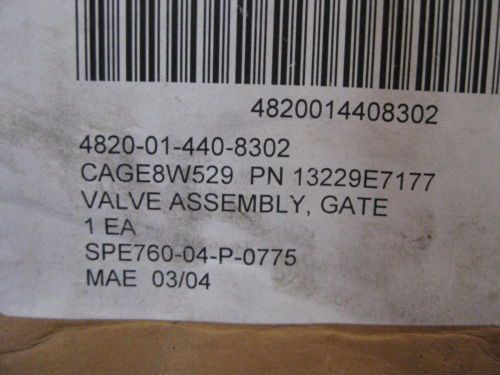 4820014408302
4820-01-440-8302
CAGE8W529 PN 13229E7177
VALVE ASSEMBLY, GATE
1 EA
SPE760-04-P-0775
MAE 03/04